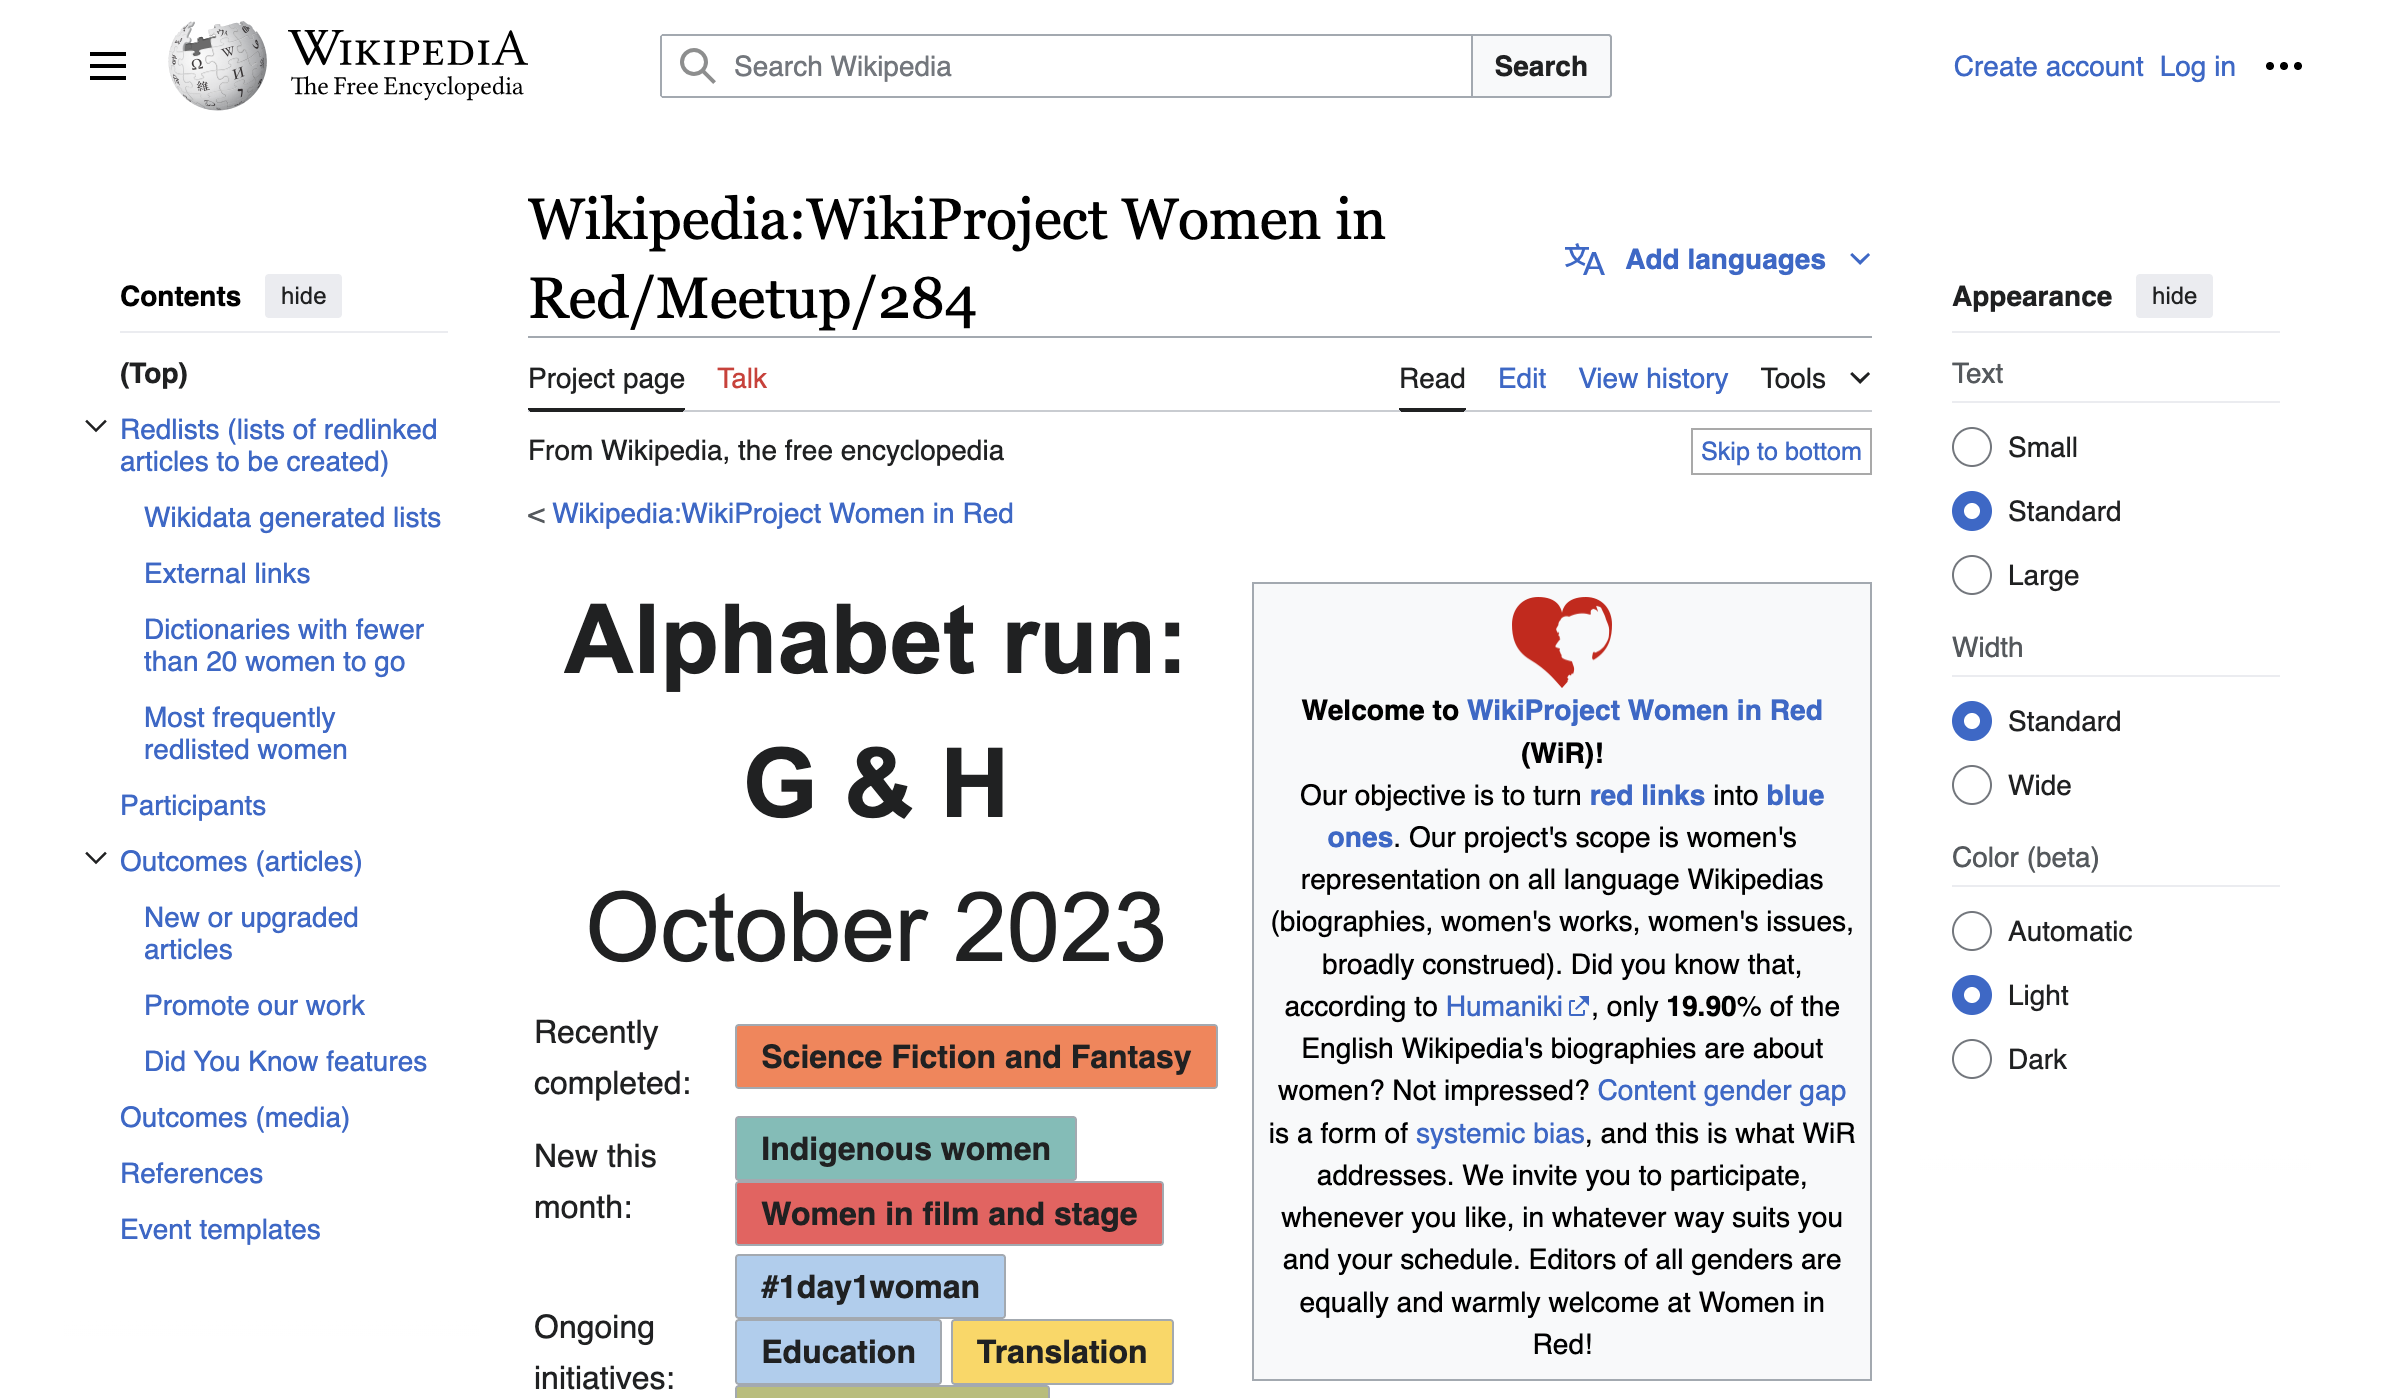 WIKIPEDIA
The Free Encyclopedia
Search Wikipedia
Search
Create account
Log in
Contents
hide
(Top)
Redlists (lists of redlinked
articles to be created)
Wikidata generated lists
External links
Dictionaries with fewer
than 20 women to go
Most frequently
redlisted women
Participants
Outcomes (articles)
New or upgraded
articles
Promote our work
Did You Know features
Outcomes (media)
References
Event templates
Wikipedia:WikiProject Women in
Red/Meetup/284
Add languages
Project page
Talk
Read
Edit
View history
Tools
From Wikipedia, the free encyclopedia
Skip to bottom
< Wikipedia:WikiProject Women in Red
Alphabet run:
G & H
October 2023
Recently
completed:
Science Fiction and Fantasy
New this
month:
Indigenous women
Women in film and stage
Ongoing
initiatives:
#1day1woman
Education
Translation
Welcome to WikiProject Women in Red
(WiR)!
Our objective is to turn red links into blue
ones. Our project's scope is women's
representation on all language Wikipedias
(biographies, women's works, women's issues,
broadly construed). Did you know that,
according to Humaniki, only 19.90% of the
English Wikipedia's biographies are about
women? Not impressed? Content gender gap
is a form of systemic bias, and this is what WiR
addresses. We invite you to participate,
whenever you like, in whatever way suits you
and your schedule. Editors of all genders are
equally and warmly welcome at Women in
Red!
Appearance
hide
Text
Small
Standard
Large
Width
Standard
Wide
Color (beta)
Automatic
Light
Dark